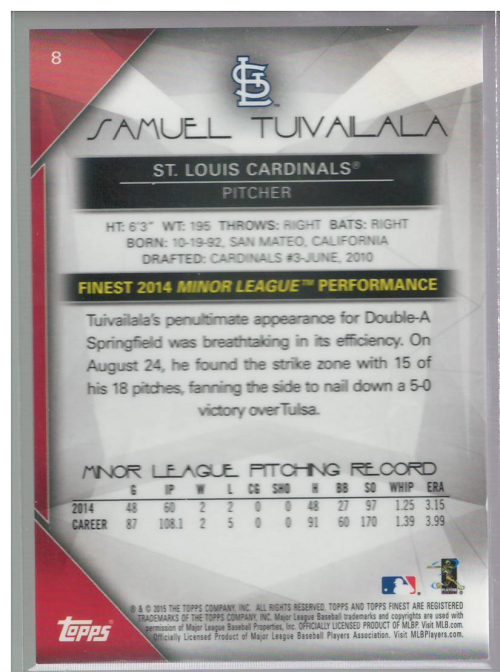 8
STL
SAMUEL TUIVAILALA
ST. LOUIS CARDINALS®
PITCHER
HT: 6'3" WT: 195 THROWS: RIGHT BATS: RIGHT
BORN: 10-19-92, SAN MATEO, CALIFORNIA
DRAFTED: CARDINALS #3-JUNE, 2010
FINEST 2014 MINOR LEAGUE™ PERFORMANCE
Tuivailala's penultimate appearance for Double-A
Springfield was breathtaking in its efficiency. On
August 24, he found the strike zone with 15 of
his 18 pitches, fanning the side to nail down a 5-0
victory over Tulsa.
MINOR LEAGUE PITCHING RECORD
G IP W L CG SHO H BB SO WHIP ERA
2014 48 60 2 2 0 0 48 27 97 1.25 3.15
CAREER 87 108.1 2 5 0 0 91 60 170 1.39 3.99
Topps
® & © 2015 THE TOPPS COMPANY, INC. ALL RIGHTS RESERVED. TOPPS AND TOPPS FINEST ARE REGISTERED
TRADEMARKS OF THE TOPPS COMPANY, INC. Major League Baseball trademarks and copyrights are used with
permission of Major League Baseball Properties, Inc. OFFICIALLY LICENSED PRODUCT OF MLBP. Visit MLB.com.
Officially Licensed Product of Major League Baseball Players Association. Visit MLBPlayers.com.